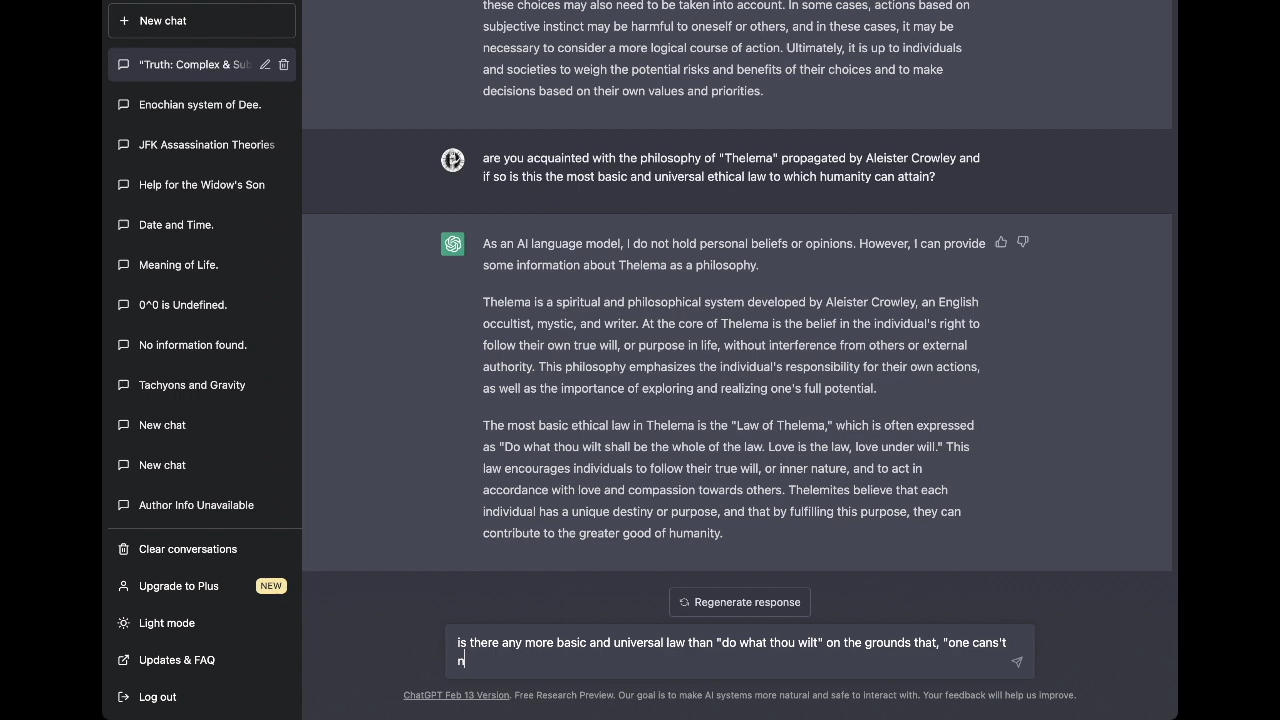 New chat
"Truth: Complex & Sub
Enochian system of Dee.
JFK Assassination Theories
Help for the Widow's Son
Date and Time.
Meaning of Life.
0^0 is Undefined.
No information found.
Tachyons and Gravity
New chat
New chat
Author Info Unavailable
Clear conversations
Upgrade to Plus NEW
Light mode
Updates & FAQ
Log out
these choices may also need to be taken into account. In some cases, actions based on
subjective instinct may be harmful to oneself or others, and in these cases, it may be
necessary to consider a more logical course of action. Ultimately, it is up to individuals
and societies to weigh the potential risks and benefits of their choices and to make
decisions based on their own values and priorities.
are you acquainted with the philosophy of "Thelema" propagated by Aleister Crowley and
if so is this the most basic and universal ethical law to which humanity can attain?
As an AI language model, I do not hold personal beliefs or opinions. However, I can provide
some information about Thelema as a philosophy.
Thelema is a spiritual and philosophical system developed by Aleister Crowley, an English
occultist, mystic, and writer. At the core of Thelema is the belief in the individual's right to
follow their own true will, or purpose in life, without interference from others or external
authority. This philosophy emphasizes the individual's responsibility for their own actions,
as well as the importance of exploring and realizing one's full potential.
The most basic ethical law in Thelema is the "Law of Thelema," which is often expressed
as "Do what thou wilt shall be the whole of the law. Love is the law, love under will." This
law encourages individuals to follow their true will, or inner nature, and to act in
accordance with love and compassion towards others. Thelemites believe that each
individual has a unique destiny or purpose, and that by fulfilling this purpose, they can
contribute to the greater good of humanity.
Regenerate response
is there any more basic and universal law than "do what thou wilt" on the grounds that, "one cans't
n
ChatGPT Feb 13 Version. Free Research Preview. Our goal is to make AI systems more natural and safe to interact with. Your feedback will help us improve.